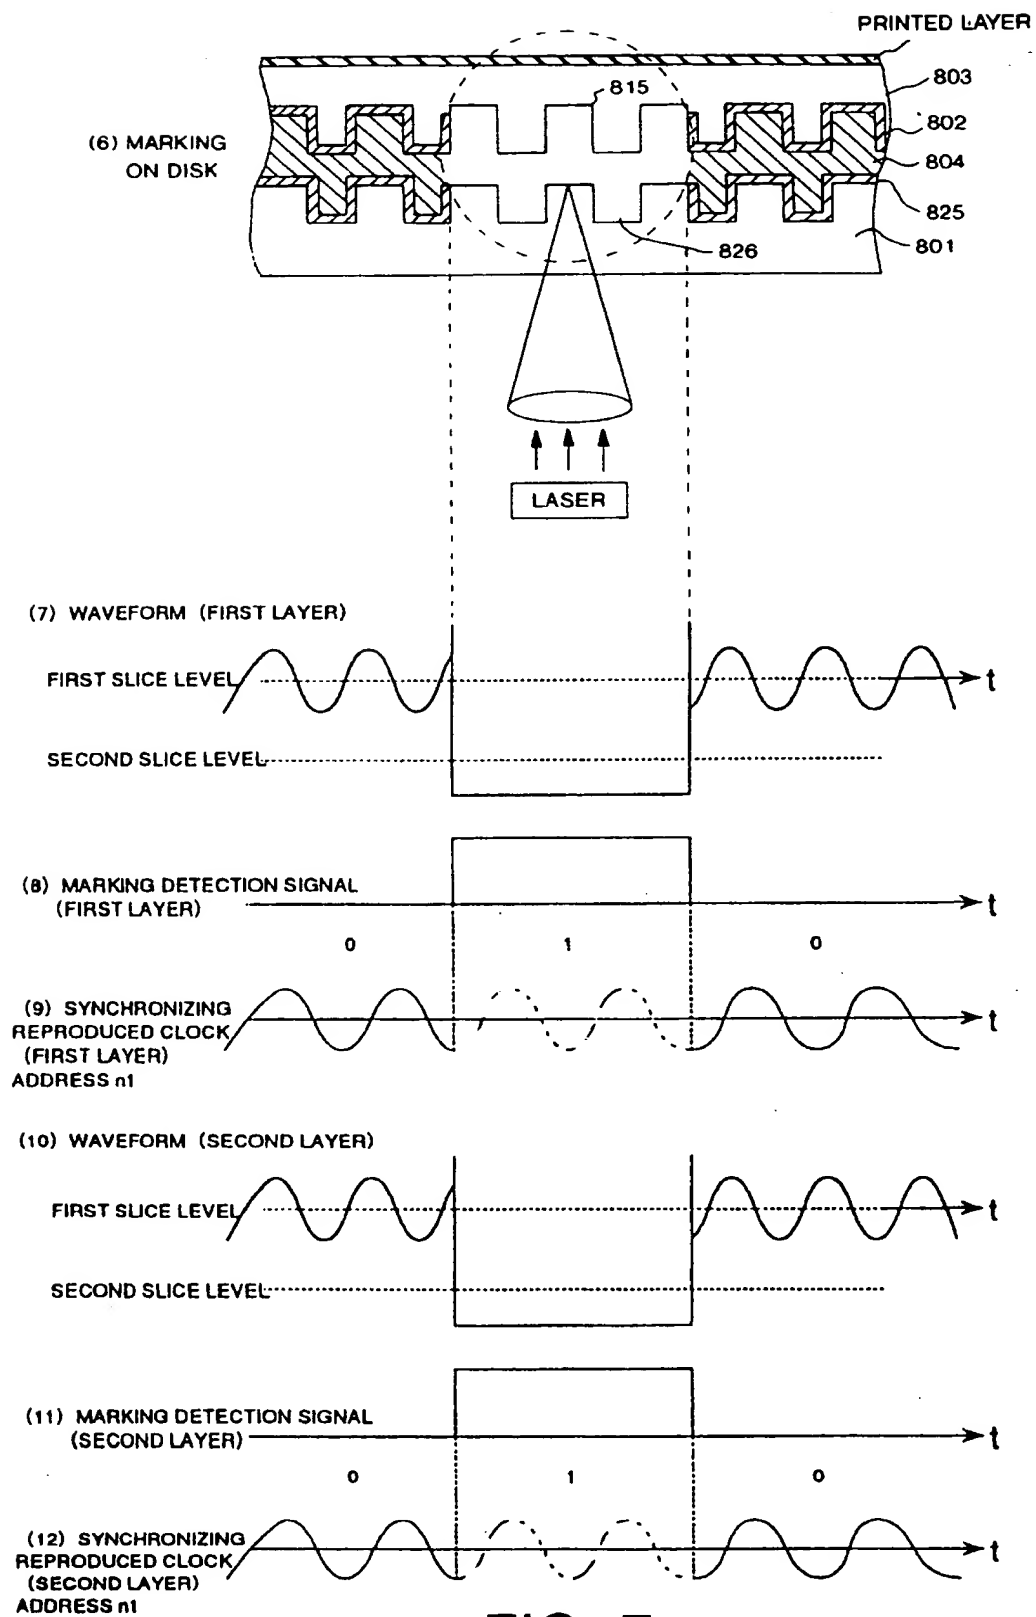 PRINTED LAYER
803
815
(6) MARKING
ON DISK
802
804
825
826
801
LASER
(7) WAVEFORM (FIRST LAYER)
FIRST SLICE LEVEL
t
SECOND SLICE LEVEL
(8) MARKING DETECTION SIGNAL
(FIRST LAYER)
t
0 1 0
(9) SYNCHRONIZING
REPRODUCED CLOCK
(FIRST LAYER)
ADDRESS n1
t
(10) WAVEFORM (SECOND LAYER)
FIRST SLICE LEVEL
t
SECOND SLICE LEVEL
(11) MARKING DETECTION SIGNAL
(SECOND LAYER)
t
0 1 0
(12) SYNCHRONIZING
REPRODUCED CLOCK
(SECOND LAYER)
ADDRESS n1
t